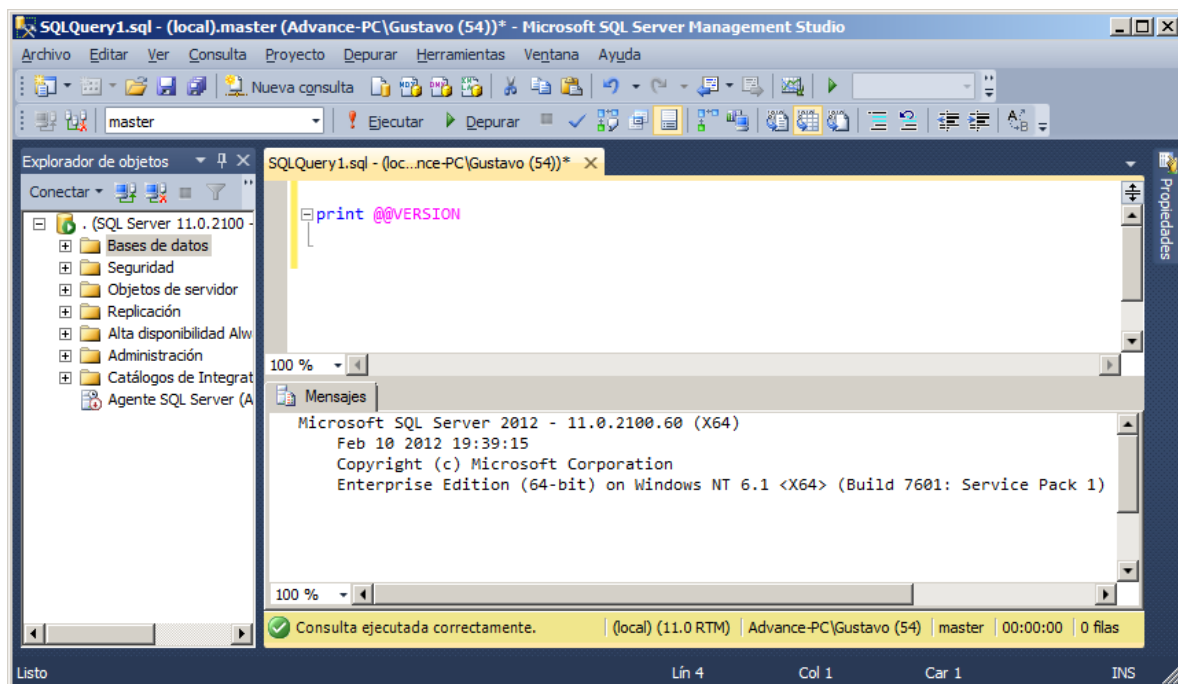 SQLQuery1.sql - (local).master (Advance-PC\Gustavo (54))* - Microsoft SQL Server Management Studio
Archivo Editar Ver Consulta Proyecto Depurar Herramientas Ventana Ayuda
Nueva consulta
master Ejecutar Depurar
Explorador de objetos
SQLQuery1.sql - (loc...nce-PC\Gustavo (54))*
Propiedades
Conectar
. (SQL Server 11.0.2100 -
Bases de datos
Seguridad
Objetos de servidor
Replicación
Alta disponibilidad Alw
Administración
Catálogos de Integrat
Agente SQL Server (A
print @@VERSION
100 %
Mensajes
Microsoft SQL Server 2012 - 11.0.2100.60 (X64)
Feb 10 2012 19:39:15
Copyright (c) Microsoft Corporation
Enterprise Edition (64-bit) on Windows NT 6.1 <X64> (Build 7601: Service Pack 1)
100 %
Consulta ejecutada correctamente. (local) (11.0 RTM) Advance-PC\Gustavo (54) master 00:00:00 0 filas
Listo Lín 4 Col 1 Car 1 INS